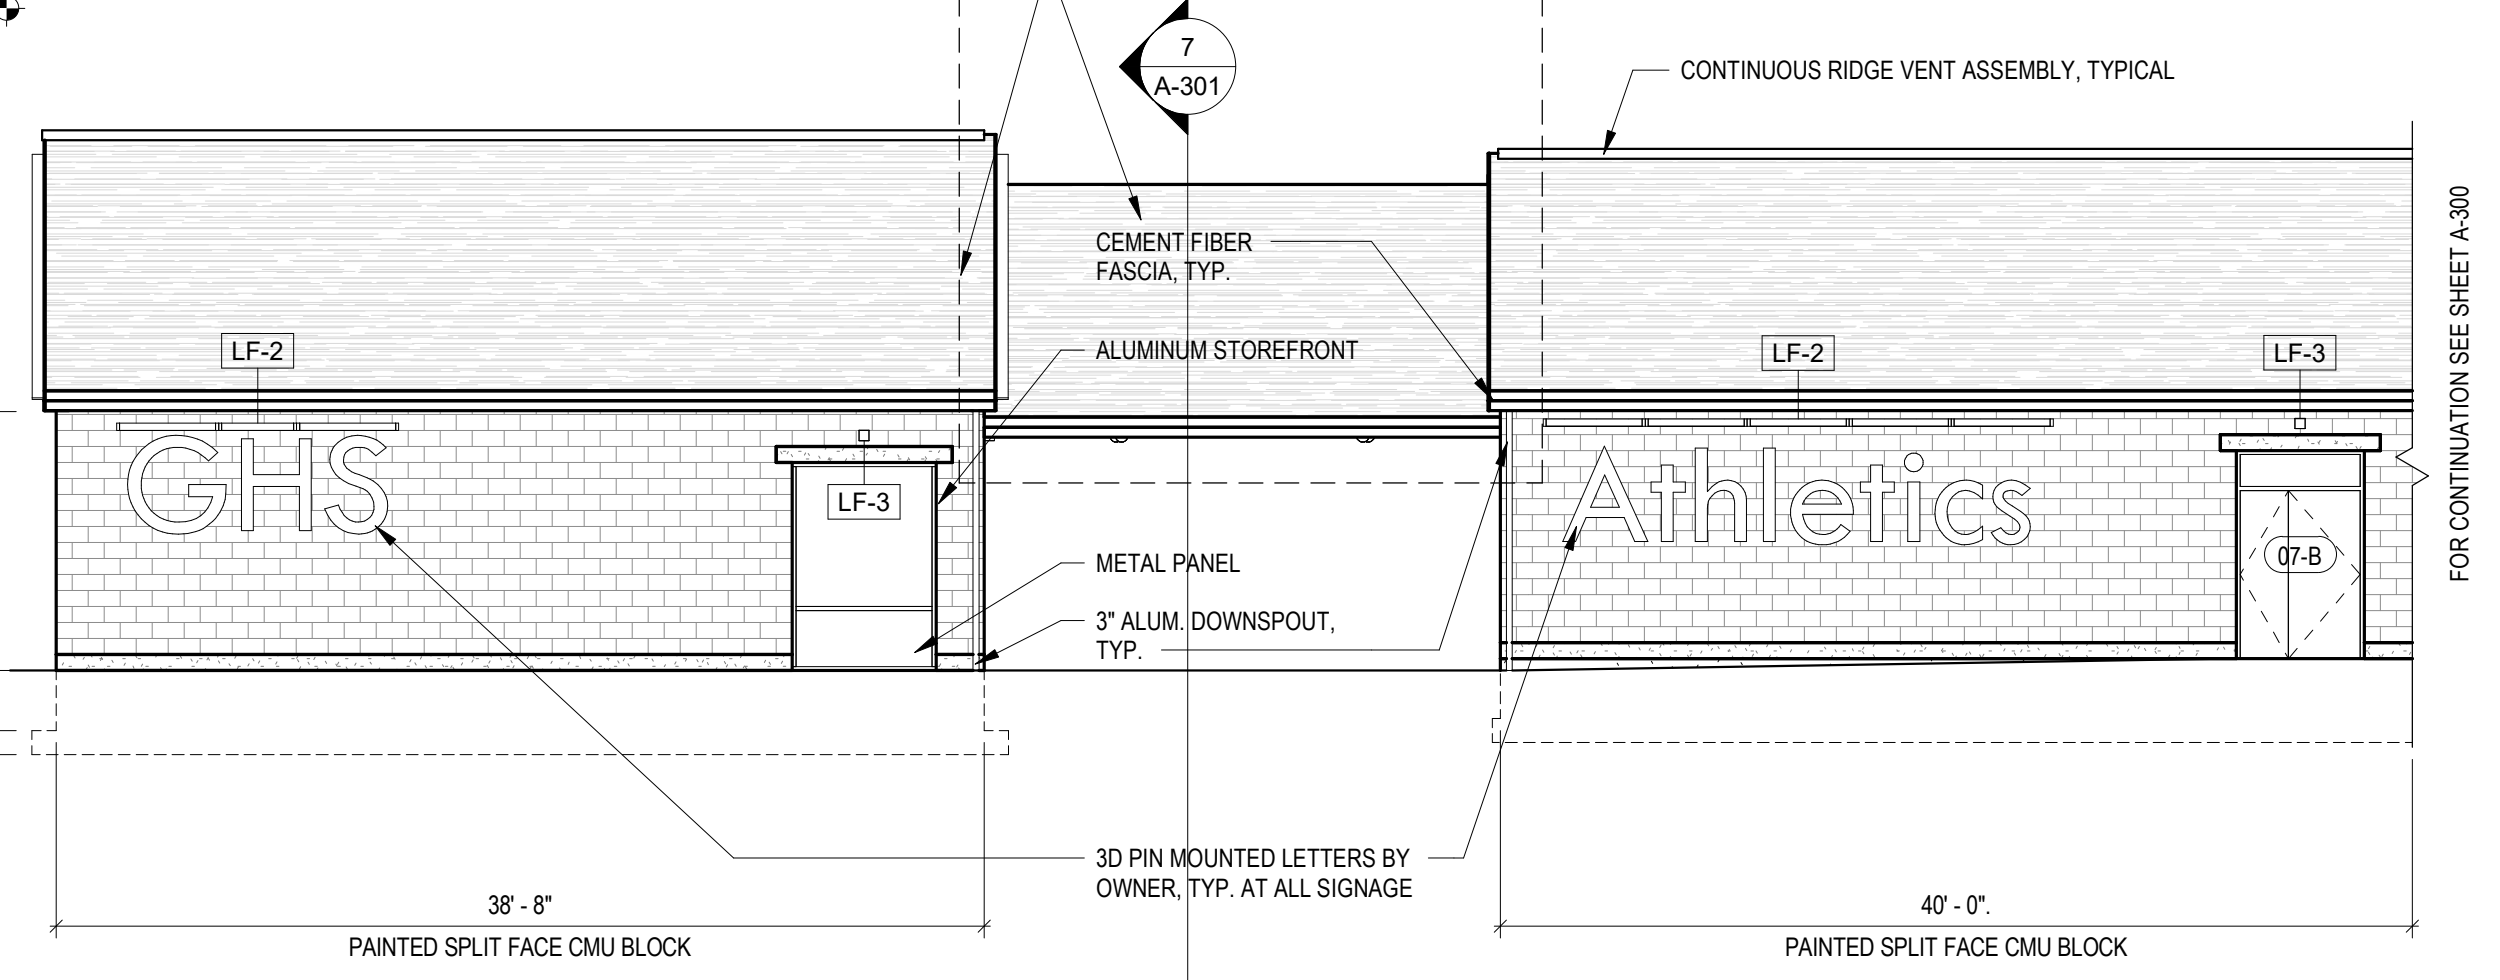 7
A-301
CONTINUOUS RIDGE VENT ASSEMBLY, TYPICAL
CEMENT FIBER
FASCIA, TYP.
LF-2
ALUMINUM STOREFRONT
LF-2
LF-3
FOR CONTINUATION SEE SHEET A-300
GHS
LF-3
Athletics
07-B
METAL PANEL
3" ALUM. DOWNSPOUT,
TYP.
3D PIN MOUNTED LETTERS BY
OWNER, TYP. AT ALL SIGNAGE
38' - 8"
PAINTED SPLIT FACE CMU BLOCK
40' - 0".
PAINTED SPLIT FACE CMU BLOCK